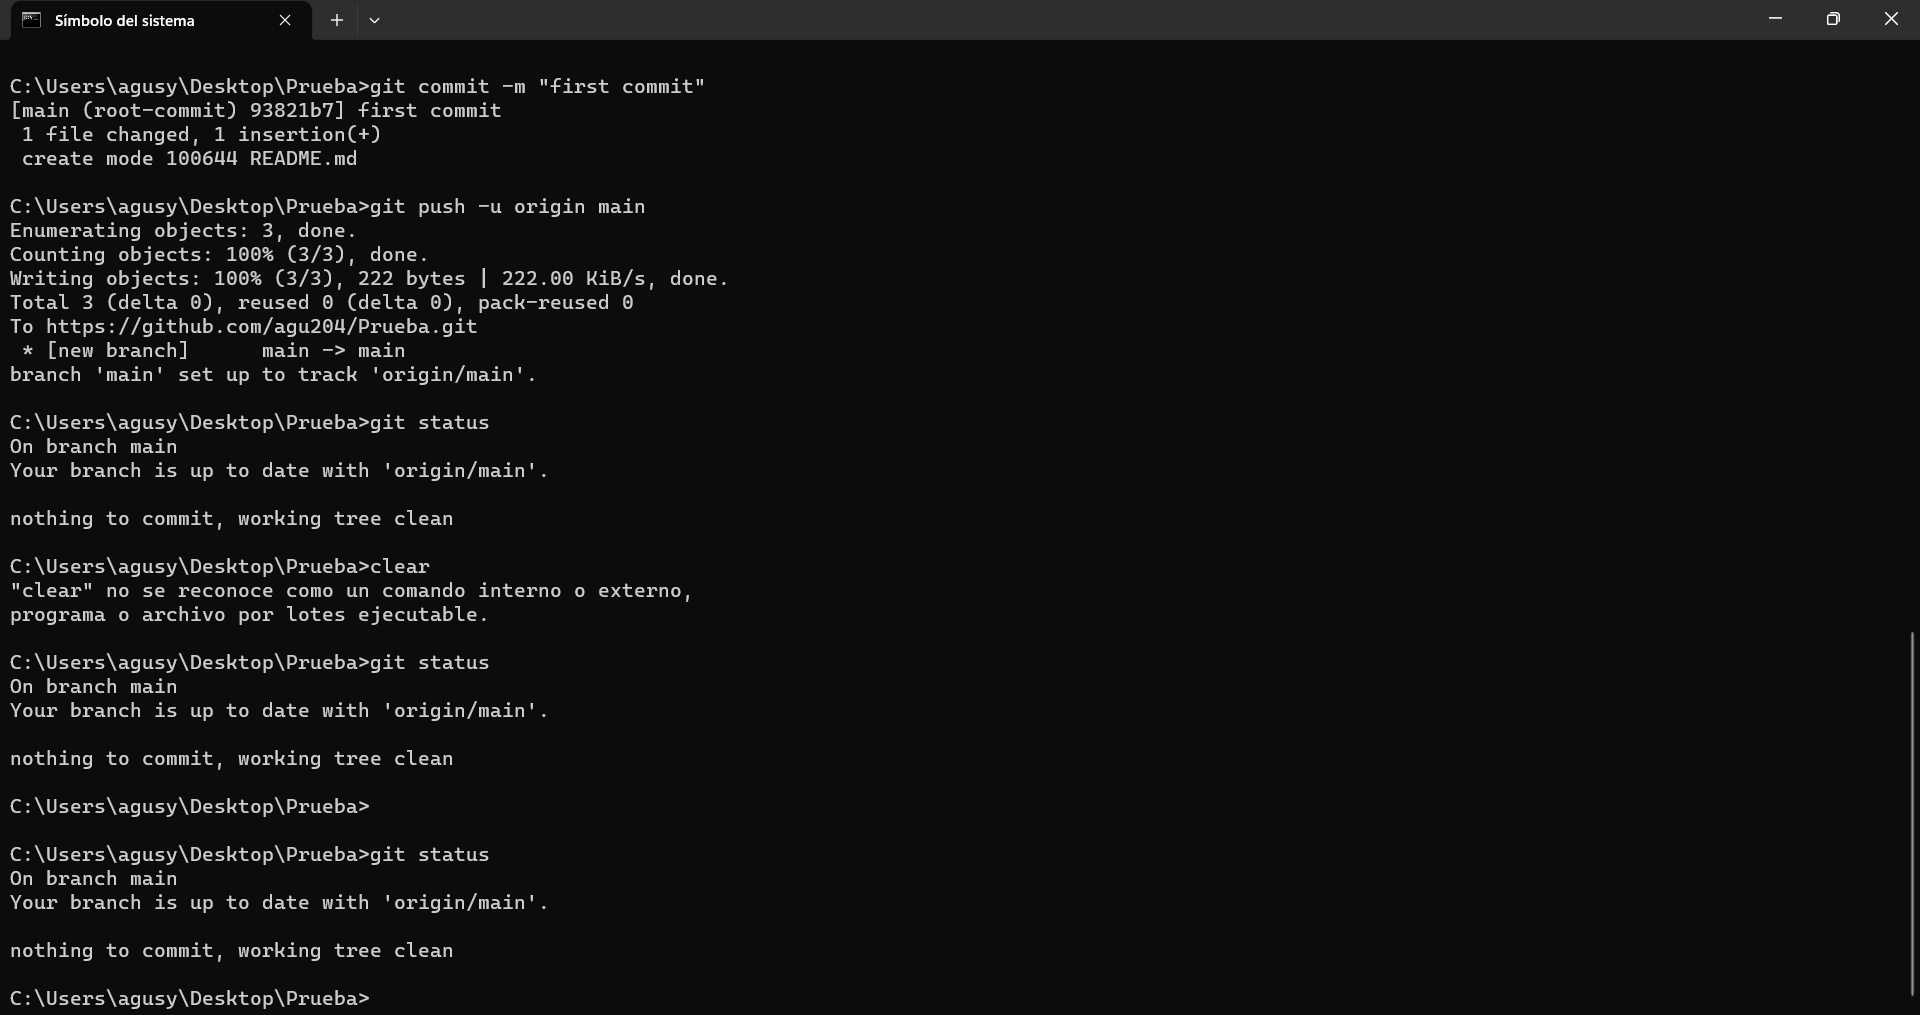 Símbolo del sistema
C:\Users\agusy\Desktop\Prueba>git commit -m "first commit"
[main (root-commit) 93821b7] first commit
 1 file changed, 1 insertion(+)
 create mode 100644 README.md
C:\Users\agusy\Desktop\Prueba>git push -u origin main
Enumerating objects: 3, done.
Counting objects: 100% (3/3), done.
Writing objects: 100% (3/3), 222 bytes | 222.00 KiB/s, done.
Total 3 (delta 0), reused 0 (delta 0), pack-reused 0
To https://github.com/agu204/Prueba.git
 * [new branch]      main -> main
branch 'main' set up to track 'origin/main'.
C:\Users\agusy\Desktop\Prueba>git status
On branch main
Your branch is up to date with 'origin/main'.
nothing to commit, working tree clean
C:\Users\agusy\Desktop\Prueba>clear
"clear" no se reconoce como un comando interno o externo,
programa o archivo por lotes ejecutable.
C:\Users\agusy\Desktop\Prueba>git status
On branch main
Your branch is up to date with 'origin/main'.
nothing to commit, working tree clean
C:\Users\agusy\Desktop\Prueba>
C:\Users\agusy\Desktop\Prueba>git status
On branch main
Your branch is up to date with 'origin/main'.
nothing to commit, working tree clean
C:\Users\agusy\Desktop\Prueba>